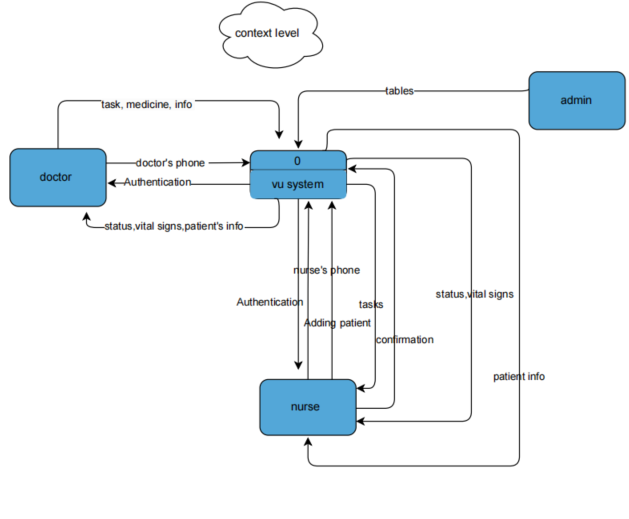 context level
tables
admin
task, medicine, info
0
doctor's phone
doctor
Authentication
vu system
status,vital signs,patient's info
nurse's phone
status,vital signs
Authentication
tasks
Adding patient
confirmation
patient info
nurse